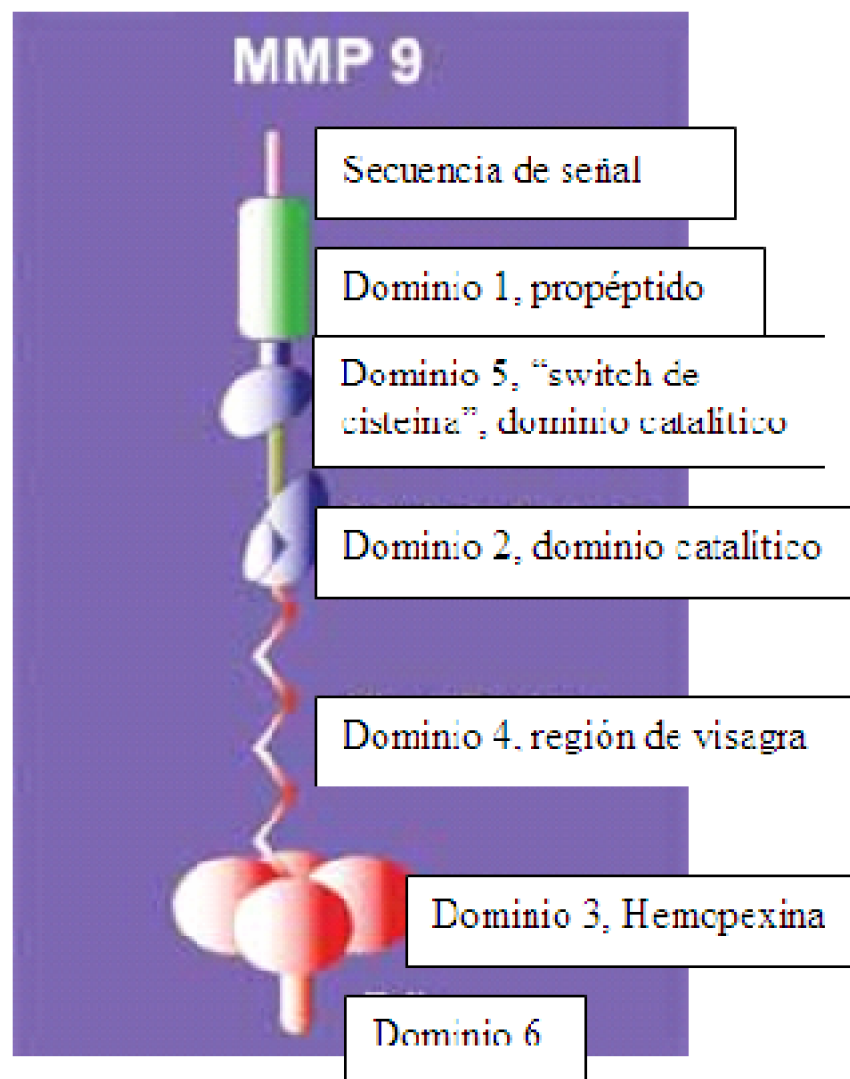 MMP 9
Secuencia de señal
Dominio 1, propéptido
Dominio 5, “switch de
cisteina”, dominio catalítico
Dominio 2, dominio catalítico
Dominio 4, región de visagra
Dominio 3, Hemopexina
Dominio 6